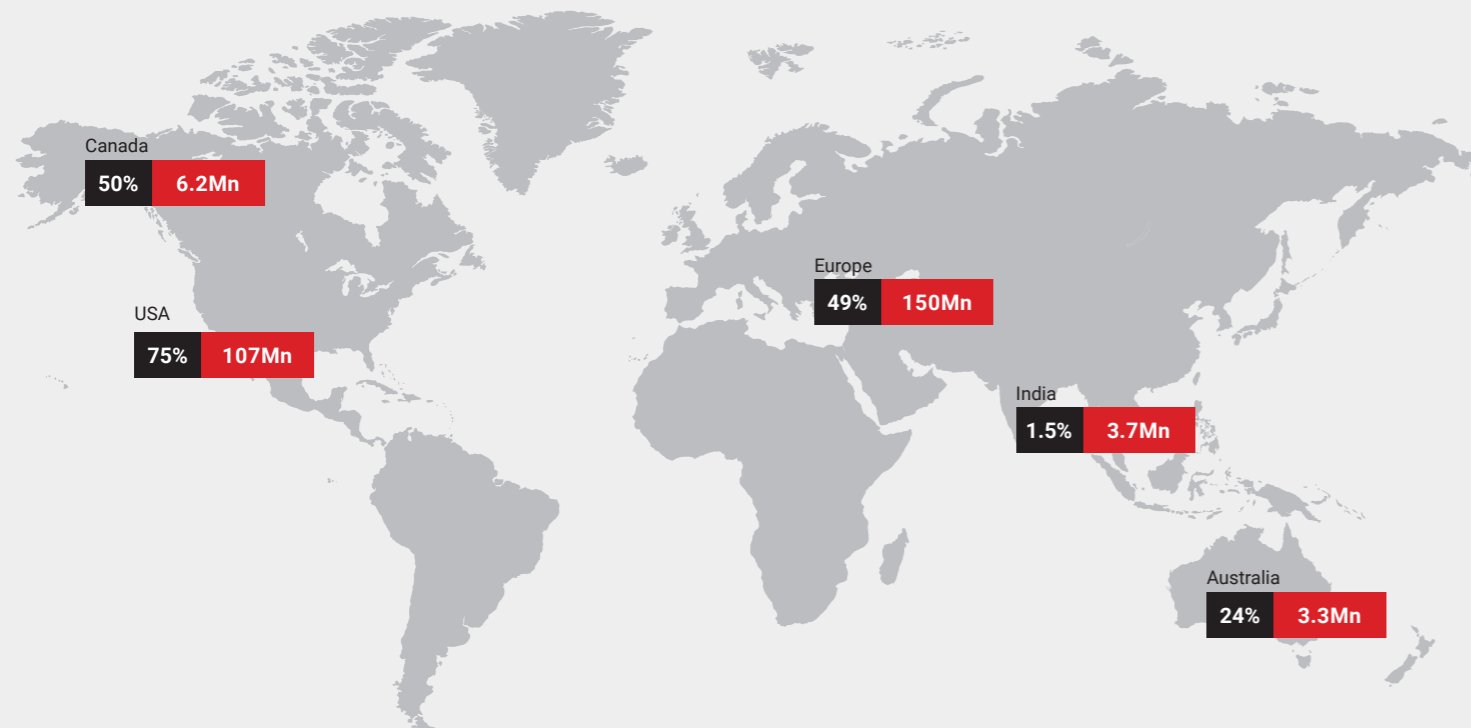 Canada
50% 6.2Mn
USA
75% 107Mn
Europe
49% 150Mn
India
1.5% 3.7Mn
Australia
24% 3.3Mn